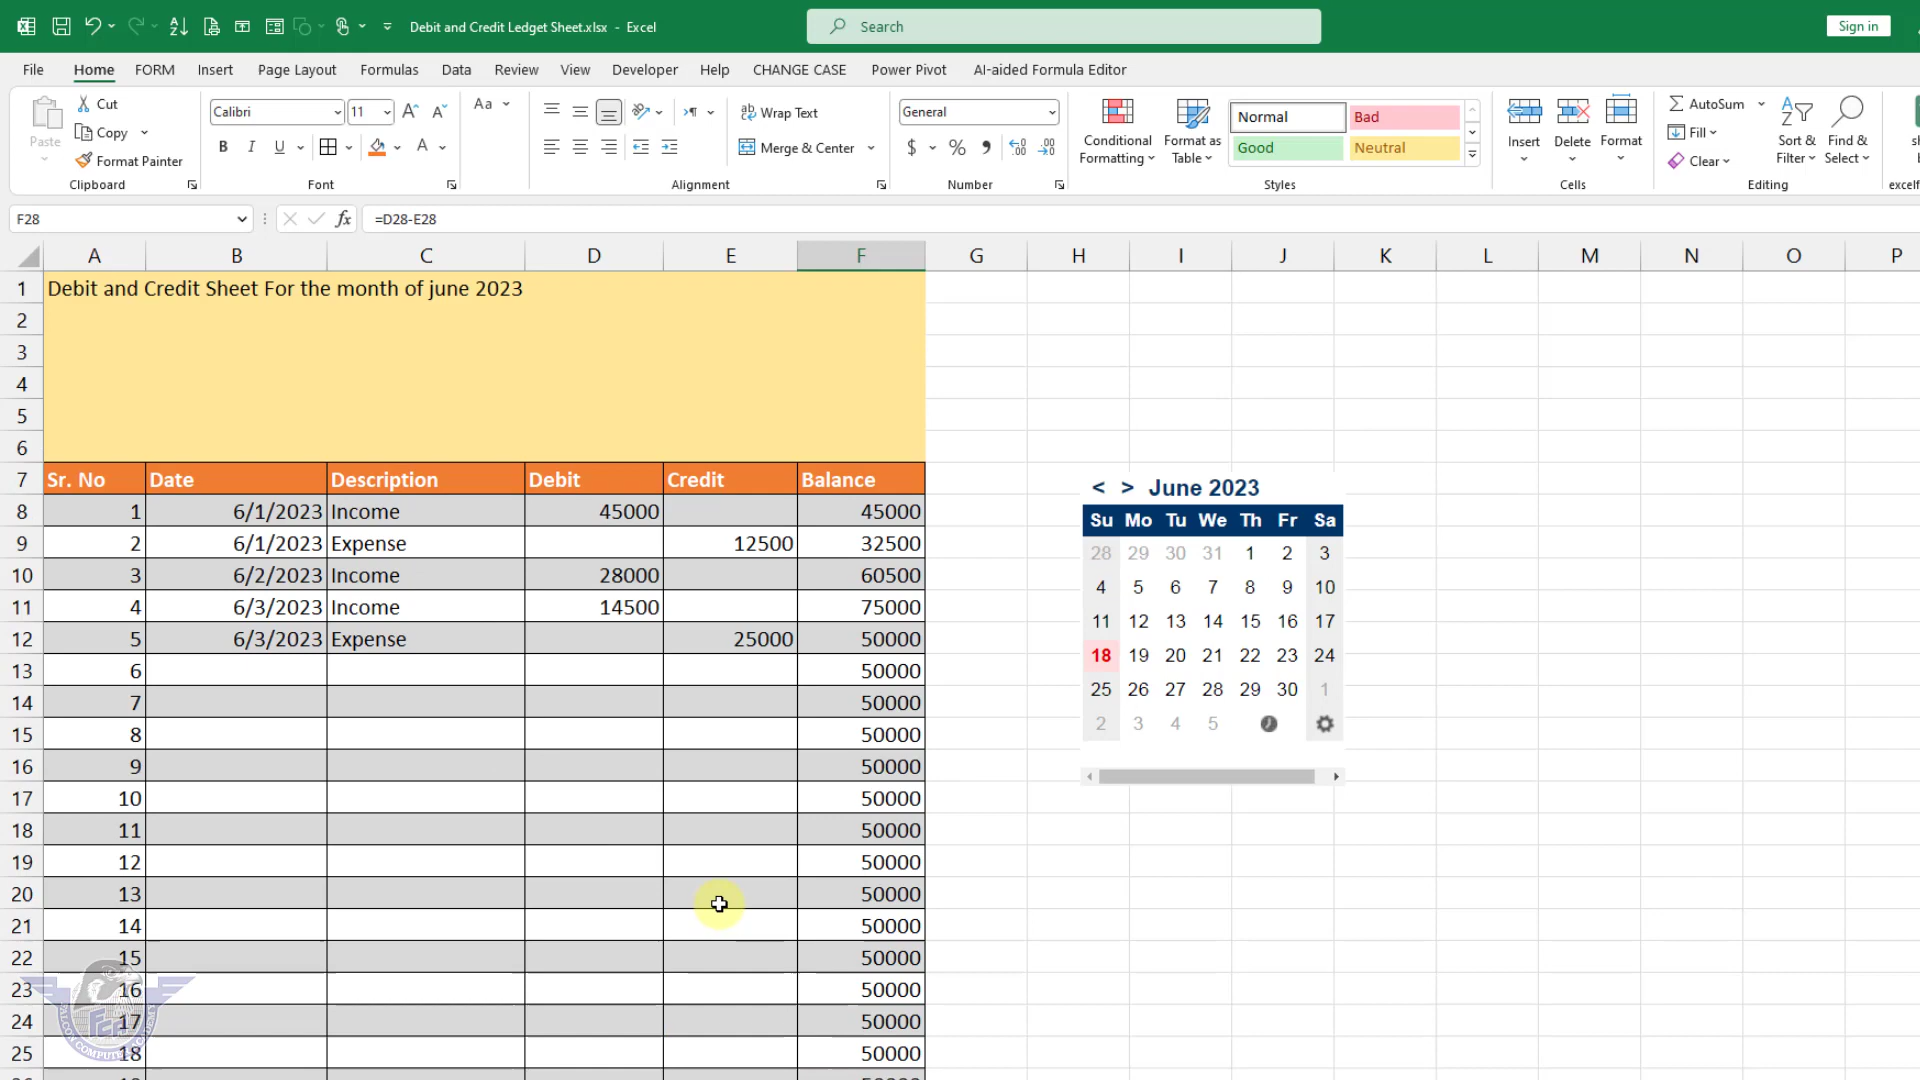 Debit and Credit Ledget Sheet.xlsx - Excel
Search
Sign in
File Home FORM Insert Page Layout Formulas Data Review View Developer Help CHANGE CASE Power Pivot AI-aided Formula Editor
Paste
Cut
Copy
Format Painter
Clipboard
Calibri 11
B I U A
Font
Aa
Wrap Text
Merge & Center
Alignment
General
$ % 9
Number
Conditional Formatting
Format as Table
Normal Bad
Good Neutral
Styles
Insert Delete Format
Cells
AutoSum
Fill
Clear
Sort & Filter
Find & Select
Editing
excelf
F28 fx =D28-E28
A B C D E F G H I J K L M N O P
1 Debit and Credit Sheet For the month of june 2023
2
3
4
5
6
7 Sr. No Date Description Debit Credit Balance
8 1 6/1/2023 Income 45000 45000
9 2 6/1/2023 Expense 12500 32500
10 3 6/2/2023 Income 28000 60500
11 4 6/3/2023 Income 14500 75000
12 5 6/3/2023 Expense 25000 50000
13 6 50000
14 7 50000
15 8 50000
16 9 50000
17 10 50000
18 11 50000
19 12 50000
20 13 50000
21 14 50000
22 15 50000
23 16 50000
24 17 50000
25 18 50000
< > June 2023
Su Mo Tu We Th Fr Sa
28 29 30 31 1 2 3
4 5 6 7 8 9 10
11 12 13 14 15 16 17
18 19 20 21 22 23 24
25 26 27 28 29 30 1
2 3 4 5
FCA
FALCON COMPUTER ACADEMY